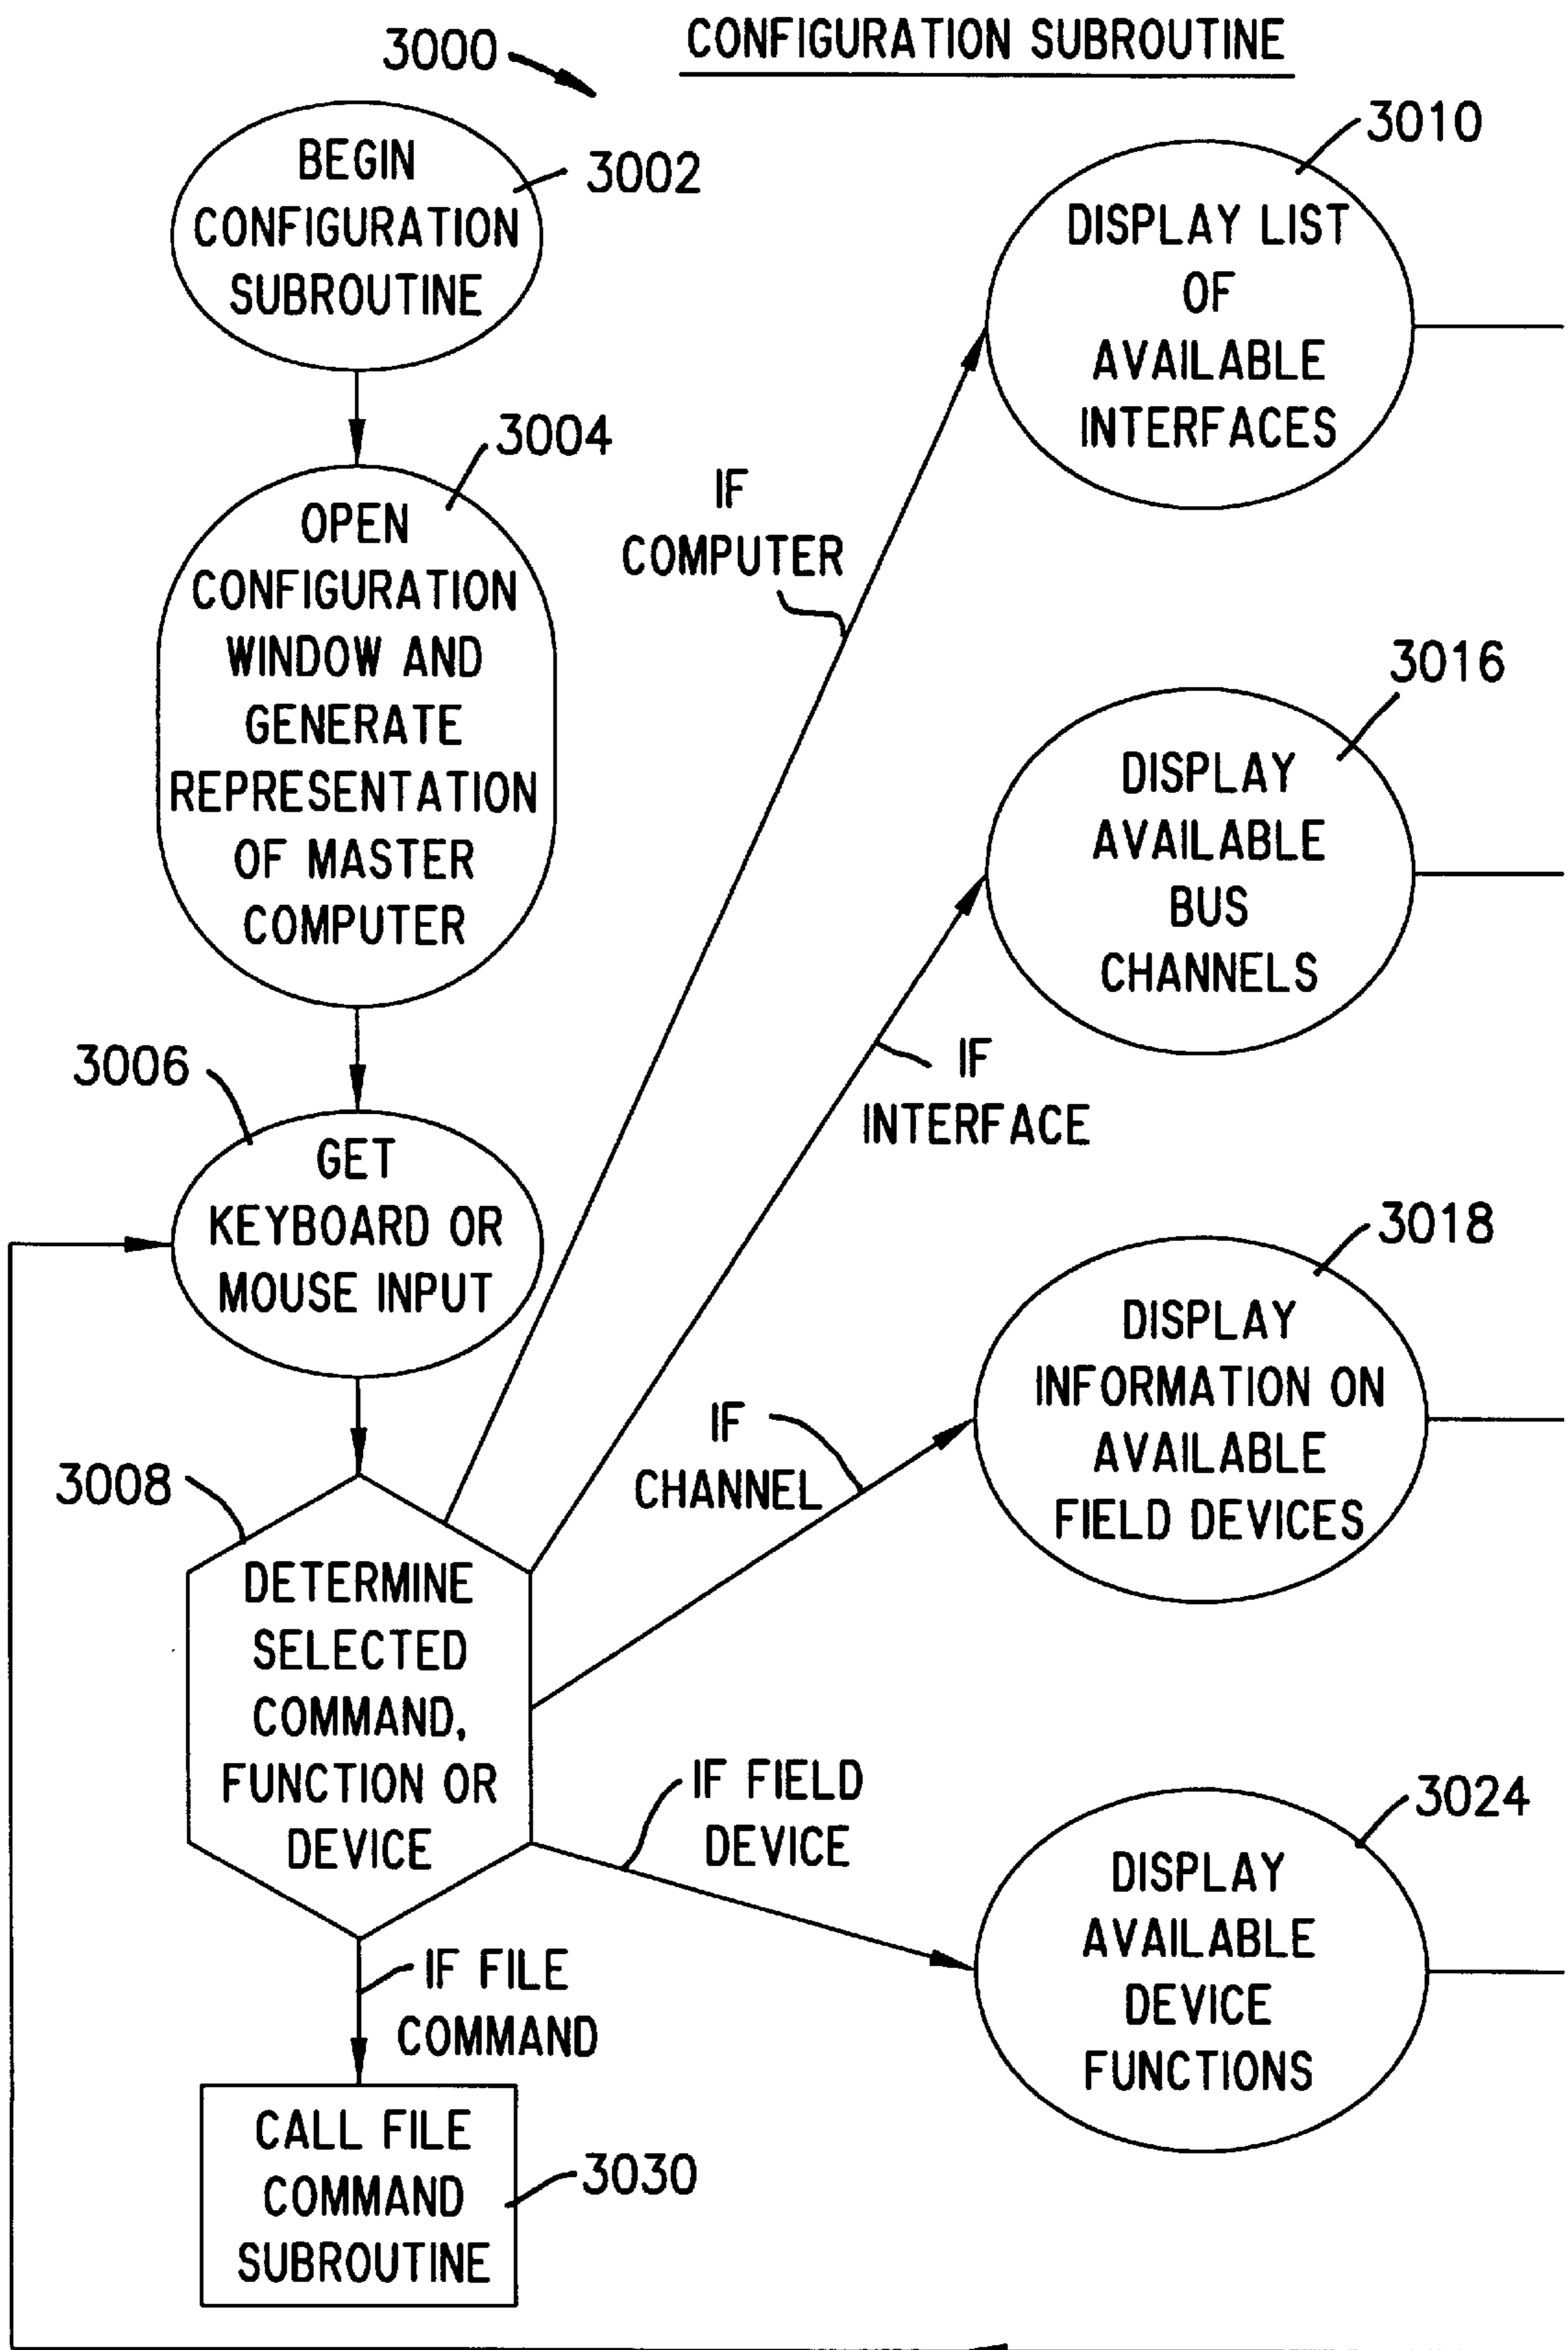 CONFIGURATION SUBROUTINE
3000
BEGIN
CONFIGURATION
SUBROUTINE
3002
3004
OPEN
CONFIGURATION
WINDOW AND
GENERATE
REPRESENTATION
OF MASTER
COMPUTER
3006
GET
KEYBOARD OR
MOUSE INPUT
3008
DETERMINE
SELECTED
COMMAND,
FUNCTION OR
DEVICE
IF FILE
COMMAND
CALL FILE
COMMAND
SUBROUTINE
3030
IF
COMPUTER
3010
DISPLAY LIST
OF
AVAILABLE
INTERFACES
IF
INTERFACE
3016
DISPLAY
AVAILABLE
BUS
CHANNELS
IF
CHANNEL
3018
DISPLAY
INFORMATION ON
AVAILABLE
FIELD DEVICES
IF FIELD
DEVICE
3024
DISPLAY
AVAILABLE
DEVICE
FUNCTIONS